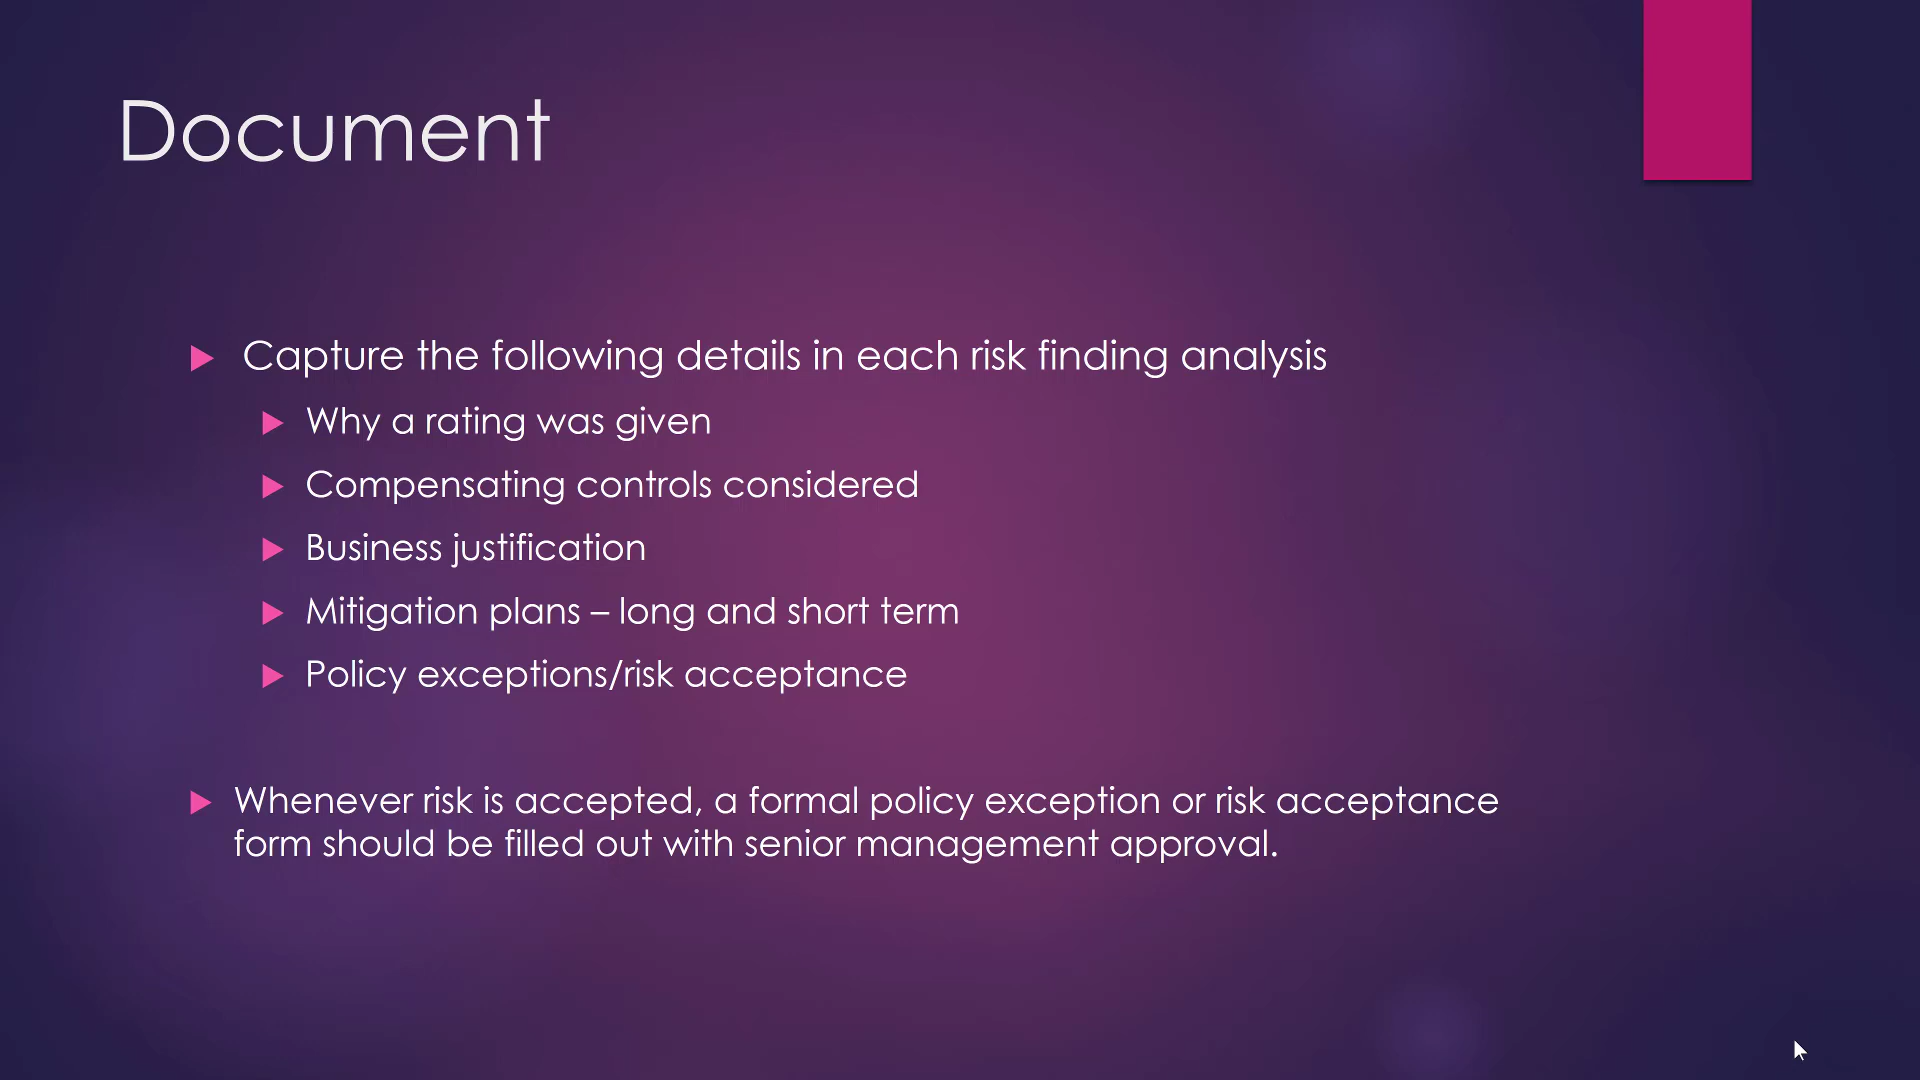 Document
Capture the following details in each risk finding analysis
Why a rating was given
Compensating controls considered
Business justification
Mitigation plans – long and short term
Policy exceptions/risk acceptance
Whenever risk is accepted, a formal policy exception or risk acceptance
form should be filled out with senior management approval.